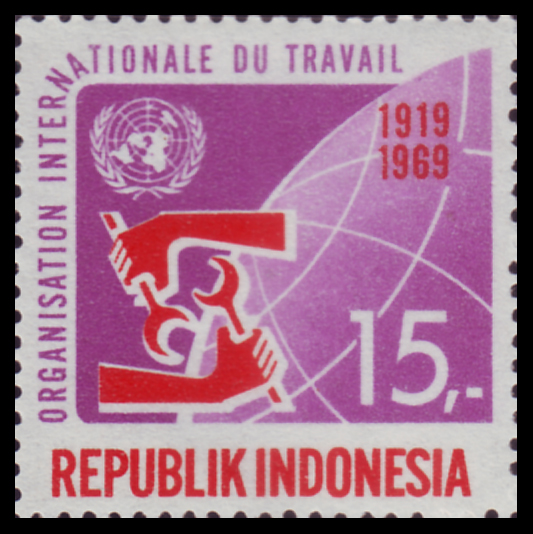 ORGANISATION INTERNATIONALE DU TRAVAIL
1919
1969
15,-
REPUBLIK INDONESIA